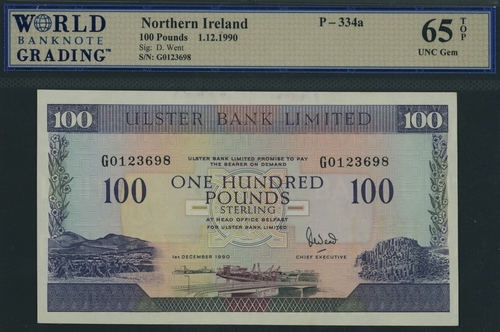 WORLD
BANKNOTE
GRADING™
Northern Ireland P - 334a
100 Pounds 1.12.1990
Sig: D. Went
S/N: G0123698
65 TOP
UNC Gem
100 ULSTER BANK LIMITED 100
G0123698 G0123698
ULSTER BANK LIMITED PROMISE TO PAY
THE BEARER ON DEMAND
100 ONE HUNDRED 100
POUNDS
STERLING
AT HEAD OFFICE BELFAST
FOR ULSTER BANK LIMITED
1ST DECEMBER 1990
DWent
CHIEF EXECUTIVE